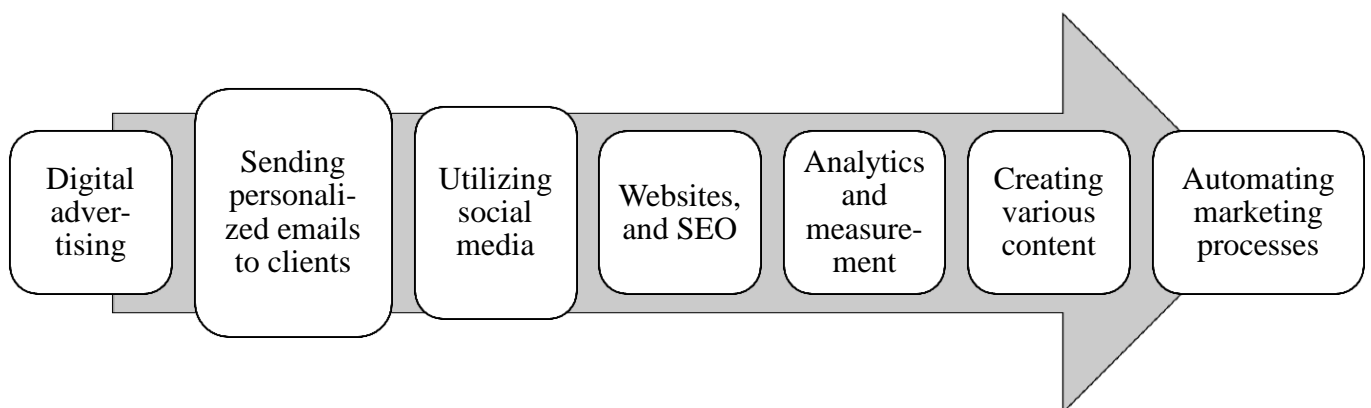 Digital
adver-
tising
Sending
personali-
zed emails
to clients
Utilizing
social
media
Websites,
and SEO
Analytics
and
measure-
ment
Creating
various
content
Automating
marketing
processes